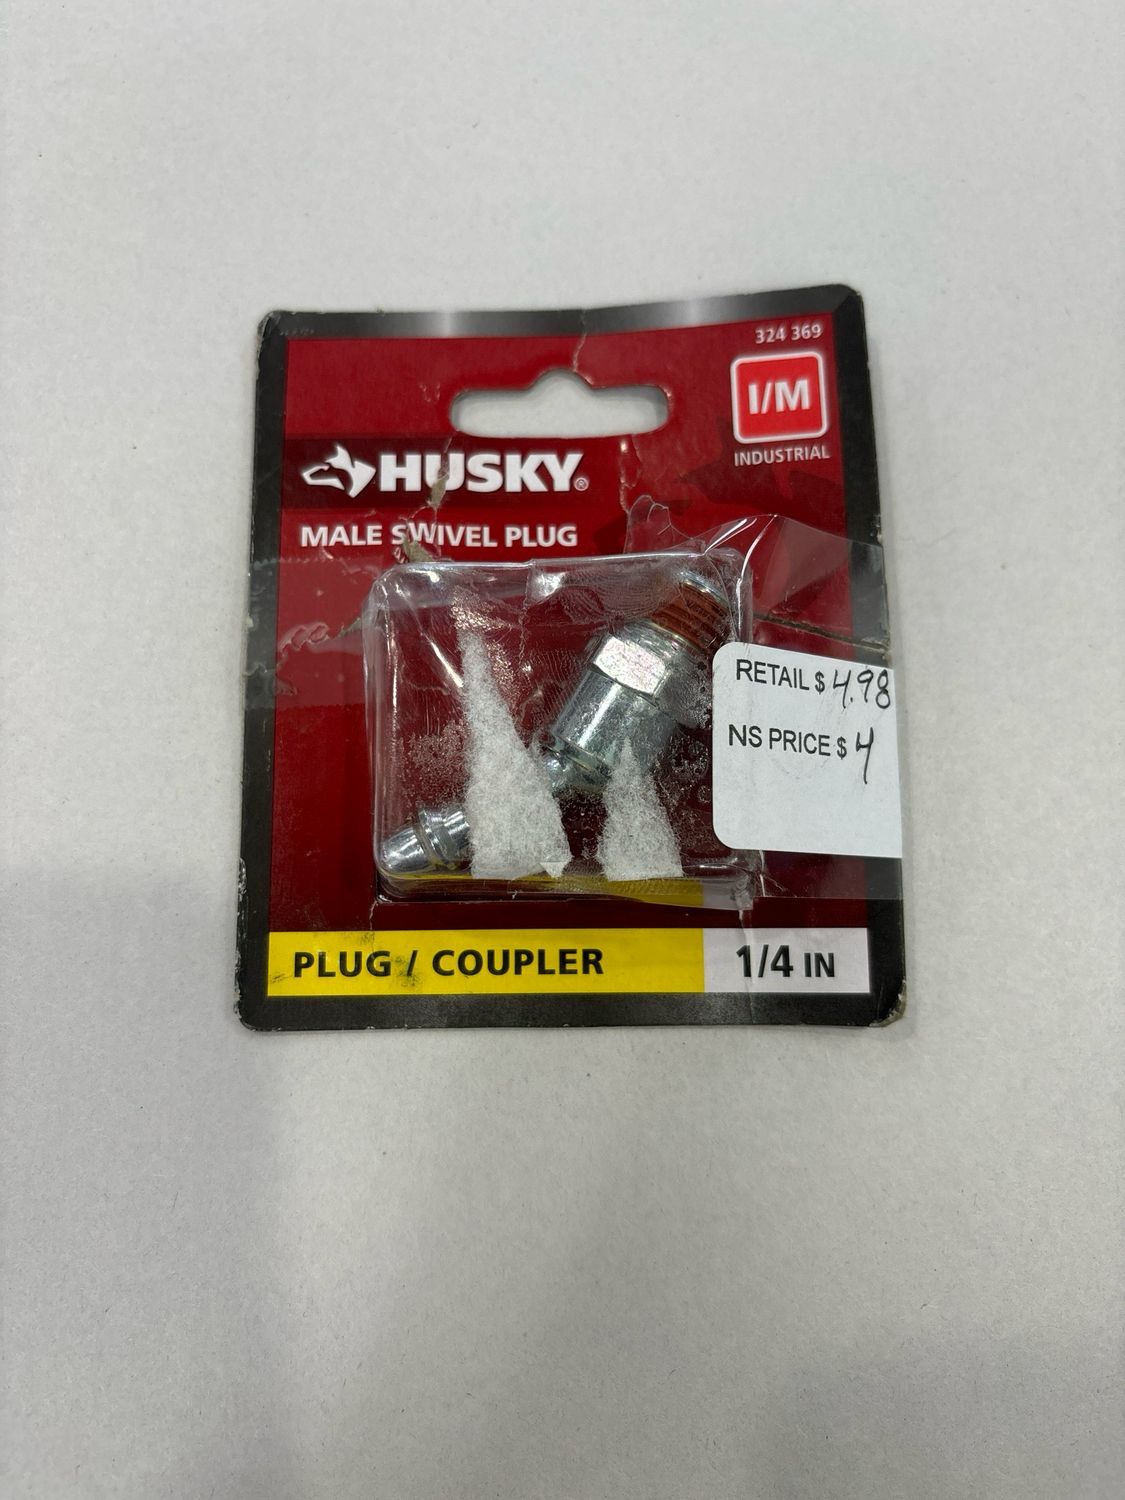 324 369
I/M
INDUSTRIAL
HUSKY®
MALE SWIVEL PLUG
RETAIL $ 4.98
NS PRICE $ 4
PLUG / COUPLER
1/4 IN